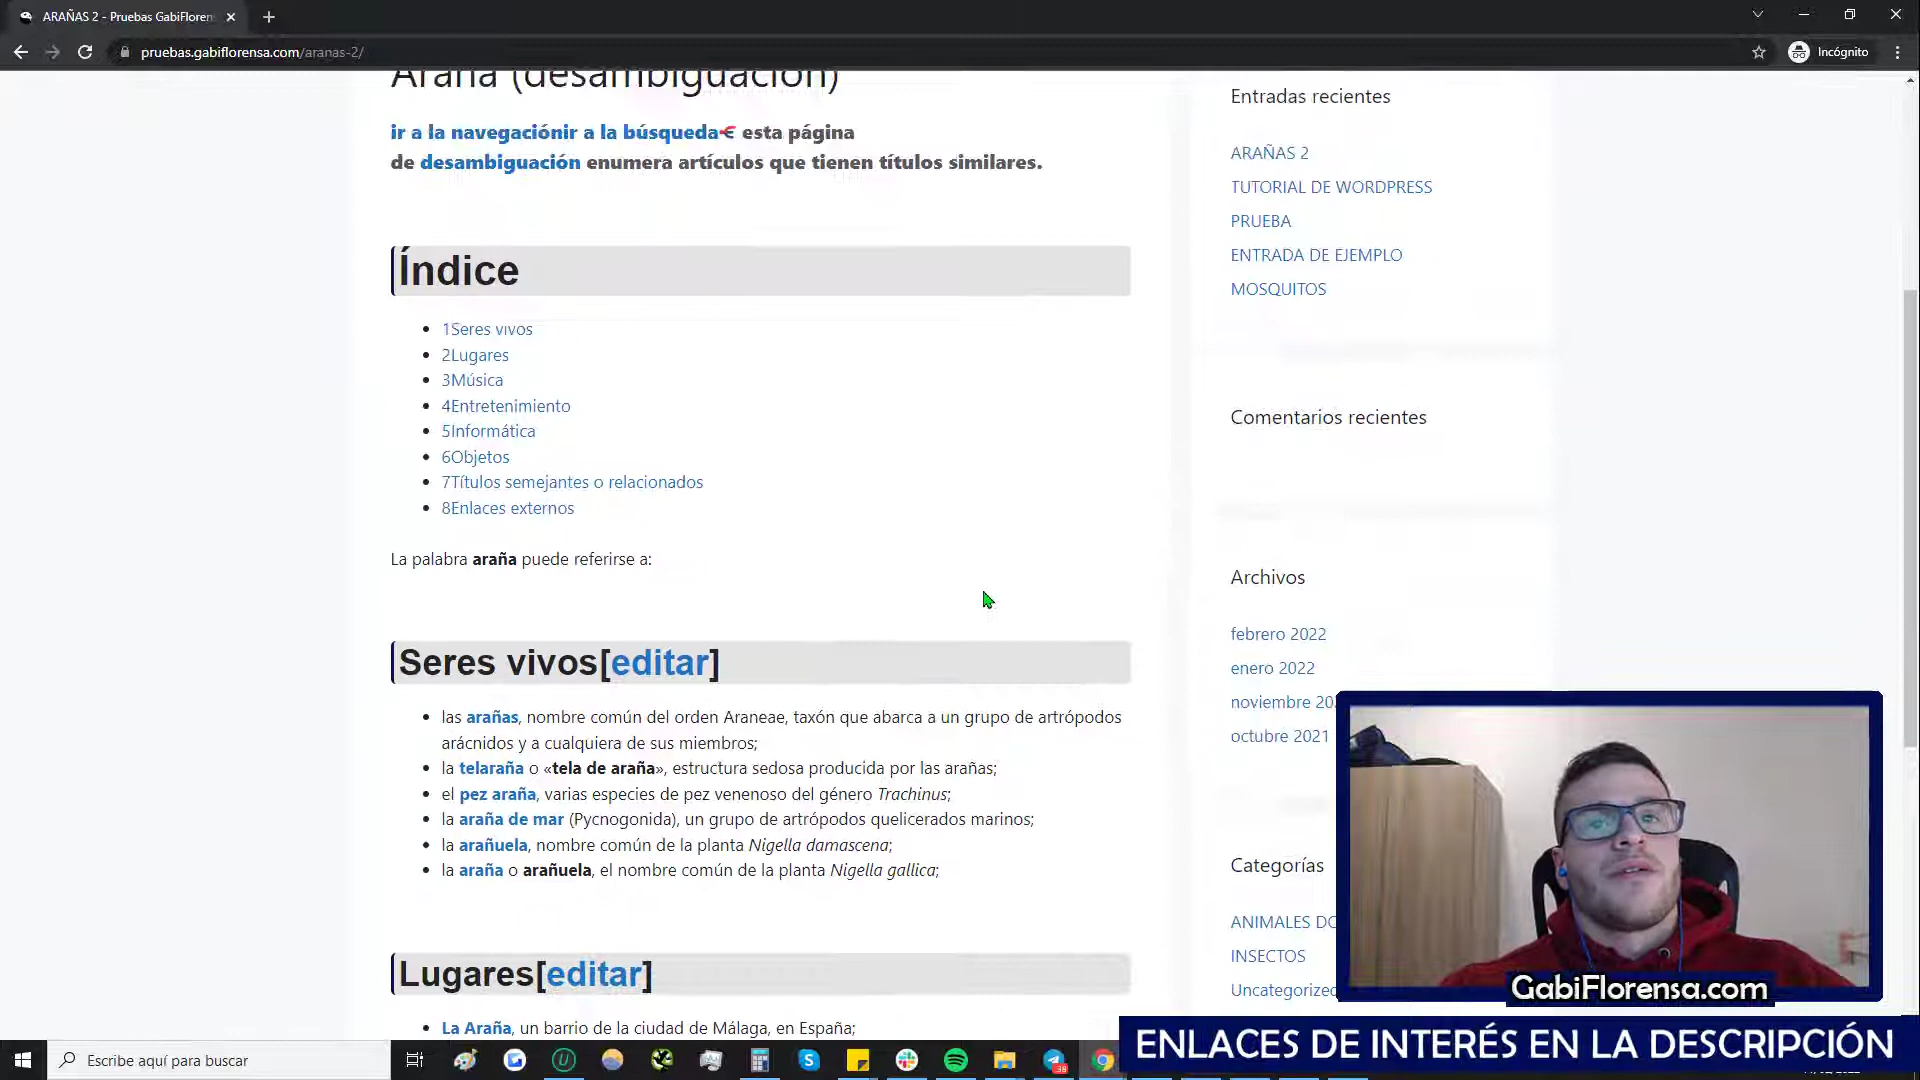 ARAÑAS 2 - Pruebas GabiFloren
pruebas.gabiflorensa.com/aranas-2/
Incógnito
Araña (desambiguación)
ir a la navegaciónir a la búsqueda esta página
de desambiguación enumera artículos que tienen títulos similares.
Índice
1Seres vivos
2Lugares
3Música
4Entretenimiento
5Informática
6Objetos
7Títulos semejantes o relacionados
8Enlaces externos
La palabra araña puede referirse a:
Seres vivos[editar]
las arañas, nombre común del orden Araneae, taxón que abarca a un grupo de artrópodos
arácnidos y a cualquiera de sus miembros;
la telaraña o «tela de araña», estructura sedosa producida por las arañas;
el pez araña, varias especies de pez venenoso del género Trachinus;
la araña de mar (Pycnogonida), un grupo de artrópodos quelicerados marinos;
la arañuela, nombre común de la planta Nigella damascena;
la araña o arañuela, el nombre común de la planta Nigella gallica;
Lugares[editar]
La Araña, un barrio de la ciudad de Málaga, en España;
Entradas recientes
ARAÑAS 2
TUTORIAL DE WORDPRESS
PRUEBA
ENTRADA DE EJEMPLO
MOSQUITOS
Comentarios recientes
Archivos
febrero 2022
enero 2022
noviembre 20
octubre 2021
Categorías
ANIMALES DO
INSECTOS
Uncategorized
GabiFlorensa.com
ENLACES DE INTERÉS EN LA DESCRIPCIÓN
Escribe aquí para buscar